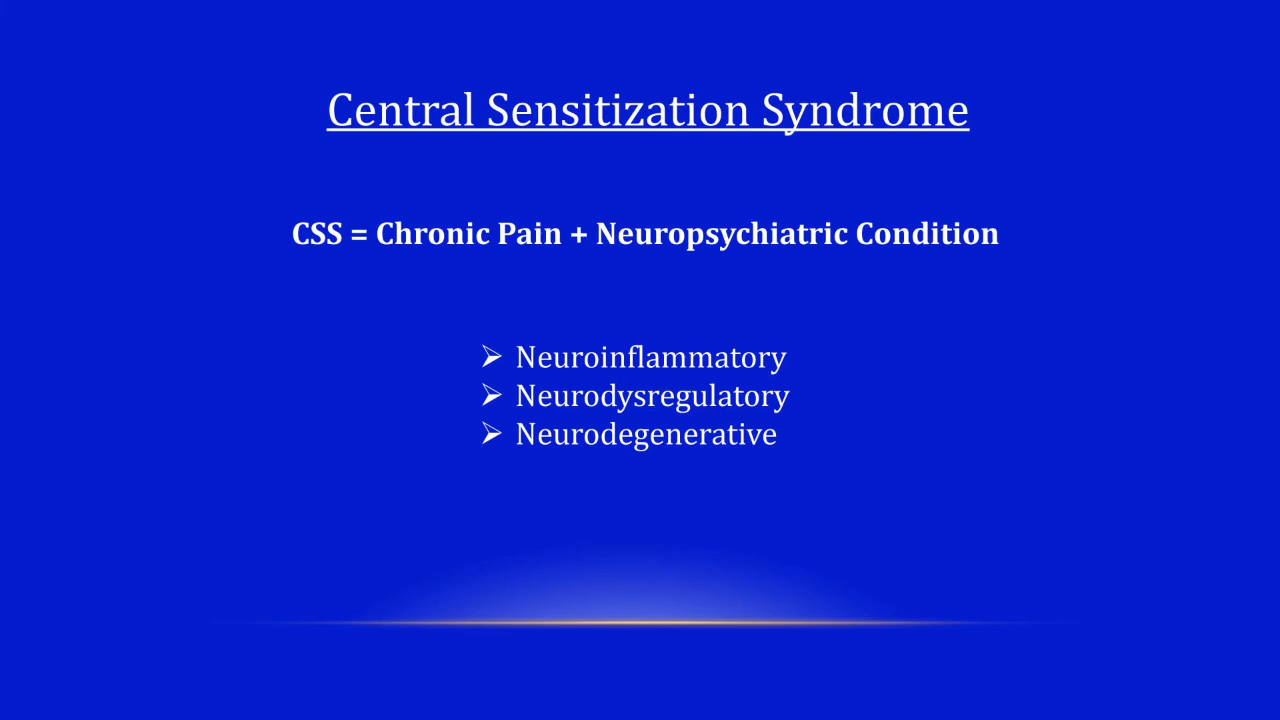 Central Sensitization Syndrome
CSS = Chronic Pain + Neuropsychiatric Condition
➢ Neuroinflammatory
➢ Neurodysregulatory
➢ Neurodegenerative